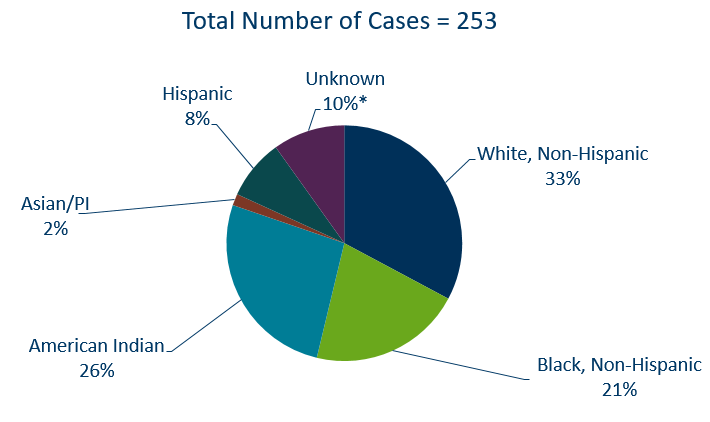 Total Number of Cases = 253
Unknown
10%*
Hispanic
8%
White, Non-Hispanic
33%
Asian/PI
2%
American Indian
26%
Black, Non-Hispanic
21%